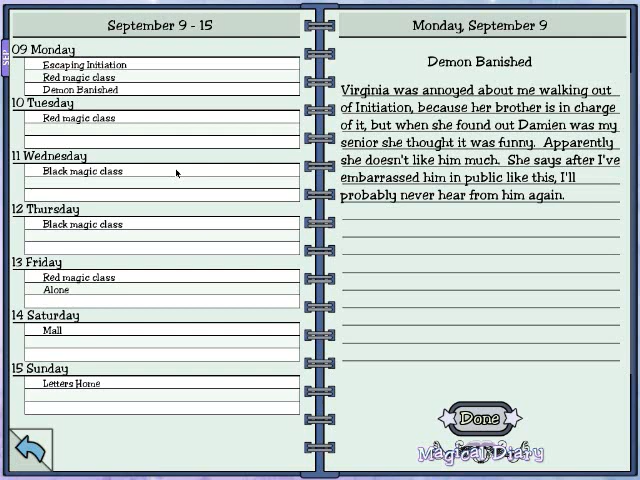 September 9 - 15
SEP
09 Monday
Escaping Initiation
Red magic class
Demon Banished
10 Tuesday
Red magic class
11 Wednesday
Black magic class
12 Thursday
Black magic class
13 Friday
Red magic class
Alone
14 Saturday
Mall
15 Sunday
Letters Home
Monday, September 9
Demon Banished
Virginia was annoyed about me walking out
of Initiation, because her brother is in charge
of it, but when she found out Damien was my
senior she thought it was funny. Apparently
she doesn't like him much. She says after I've
embarrassed him in public like this, I'll
probably never hear from him again.
Done
Magical Diary